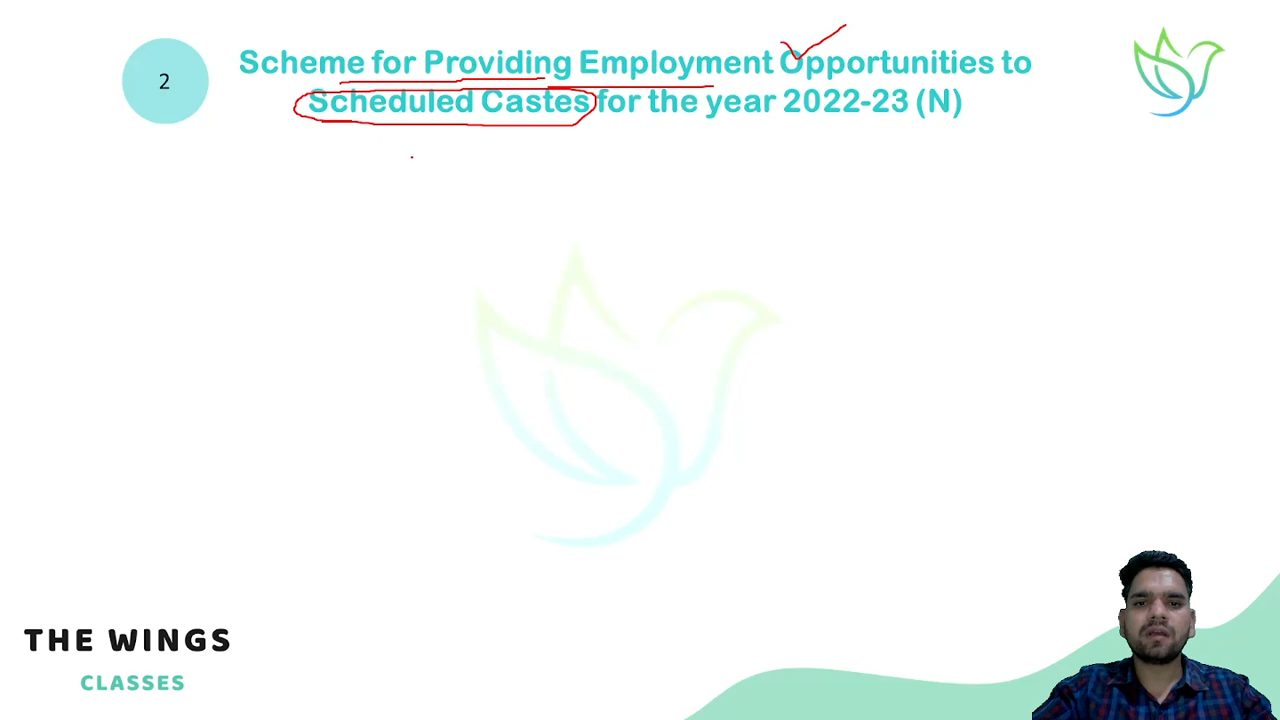 2
Scheme for Providing Employment Opportunities to
Scheduled Castes for the year 2022-23 (N)
THE WINGS
CLASSES